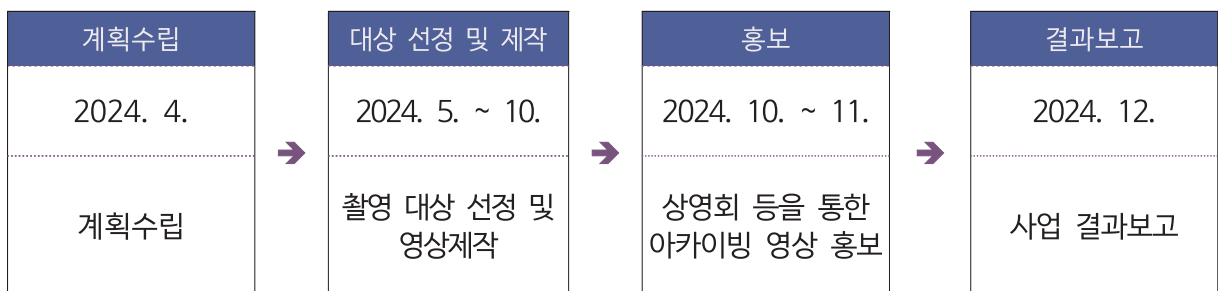 계획수립
2024. 4.
계획수립
대상 선정 및 제작
2024. 5. ~ 10.
촬영 대상 선정 및
영상제작
홍보
2024. 10. ~ 11.
상영회 등을 통한
아카이빙 영상 홍보
결과보고
2024. 12.
사업 결과보고